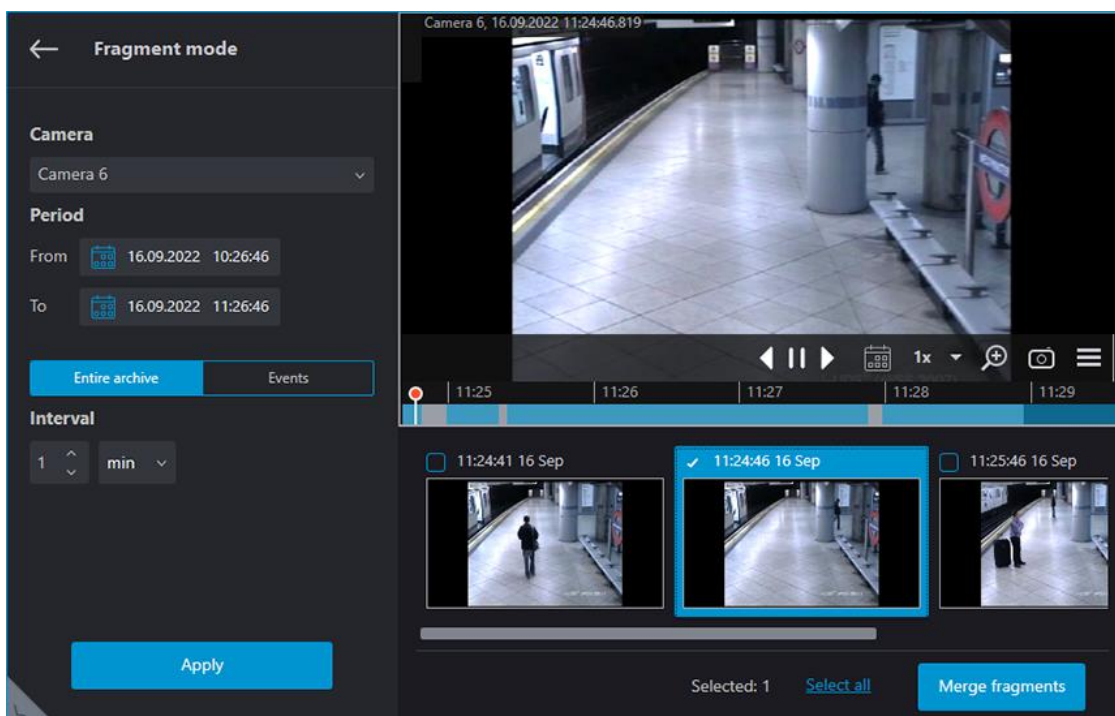 Fragment mode
Camera
Camera 6
Period
From 16.09.2022 10:26:46
To 16.09.2022 11:26:46
Entire archive Events
Interval
1 min
Apply
Camera 6, 16.09.2022 11:24:46.819
1x
11:25 11:26 11:27 11:28 11:29
11:24:41 16 Sep
11:24:46 16 Sep
11:25:46 16 Sep
Selected: 1 Select all Merge fragments